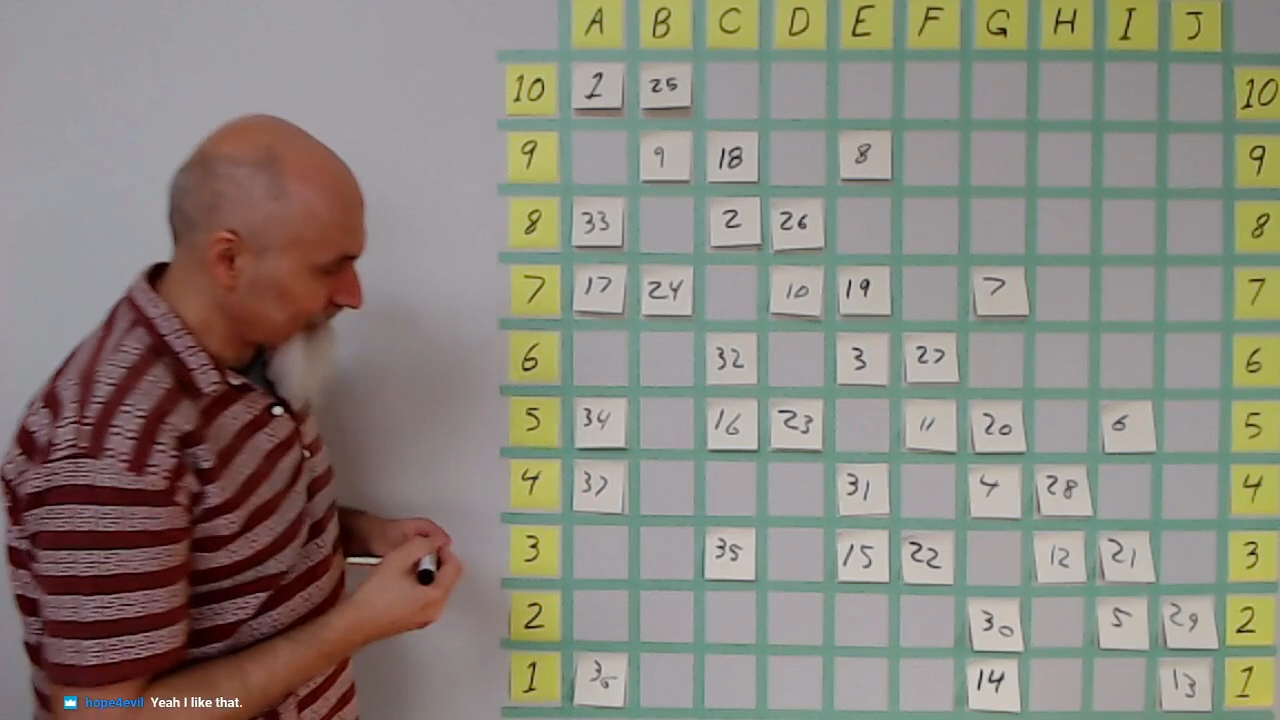 A B C D E F G H I J
10 1 25 10
9 9 18 8 9
8 33 2 26 8
7 17 24 10 19 7 7
6 32 3 27 6
5 34 16 23 11 20 6 5
4 37 31 4 28 4
3 35 15 22 12 21 3
2 30 5 29 2
1 36 14 13 1
hope4evil Yeah I like that.